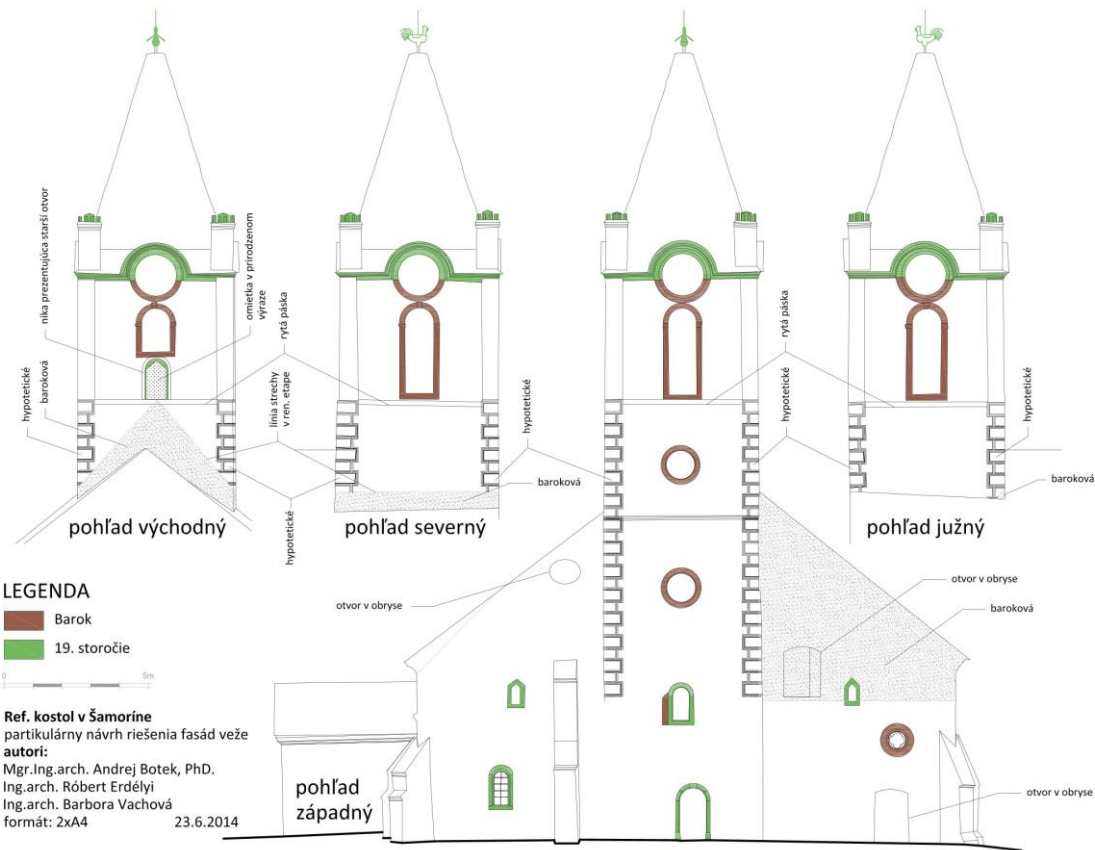 nika prezentujúca starší otvor
omietka v prirodzenom
výraze
rytá páska
rytá páska
hypotetické
baroková
línia strechy
v ren. etape
hypotetické
hypotetické
hypotetické
hypotetické
baroková
baroková
pohľad východný
pohľad severný
pohľad južný
otvor v obryse
otvor v obryse
baroková
LEGENDA
Barok
19. storočie
0 5m
Ref. kostol v Šamoríne
partikulárny návrh riešenia fasád veže
autori:
Mgr.Ing.arch. Andrej Botek, PhD.
Ing.arch. Róbert Erdélyi
Ing.arch. Barbora Vachová
formát: 2xA4 23.6.2014
pohľad
západný
otvor v obryse